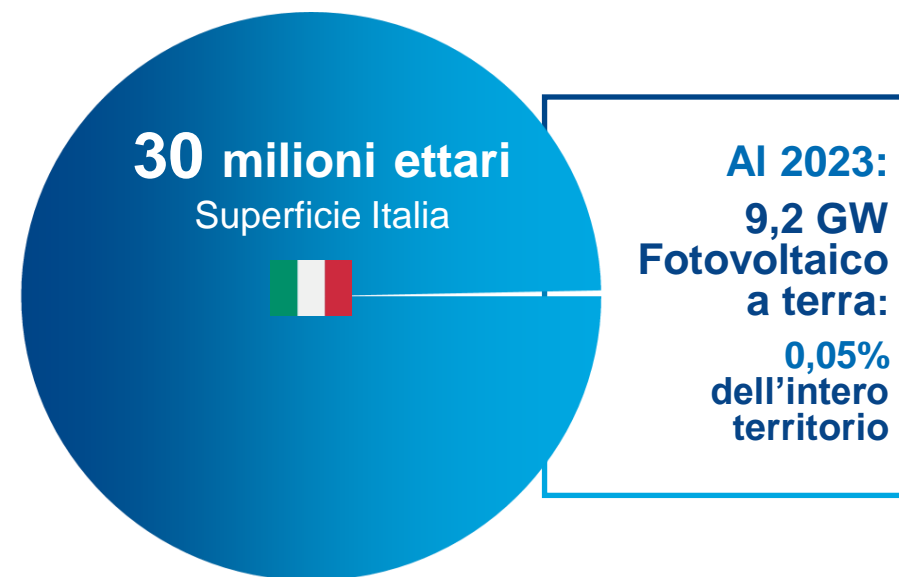 30 milioni ettari
Superficie Italia
Al 2023:
9,2 GW
Fotovoltaico
a terra:
0,05%
dell’intero
territorio